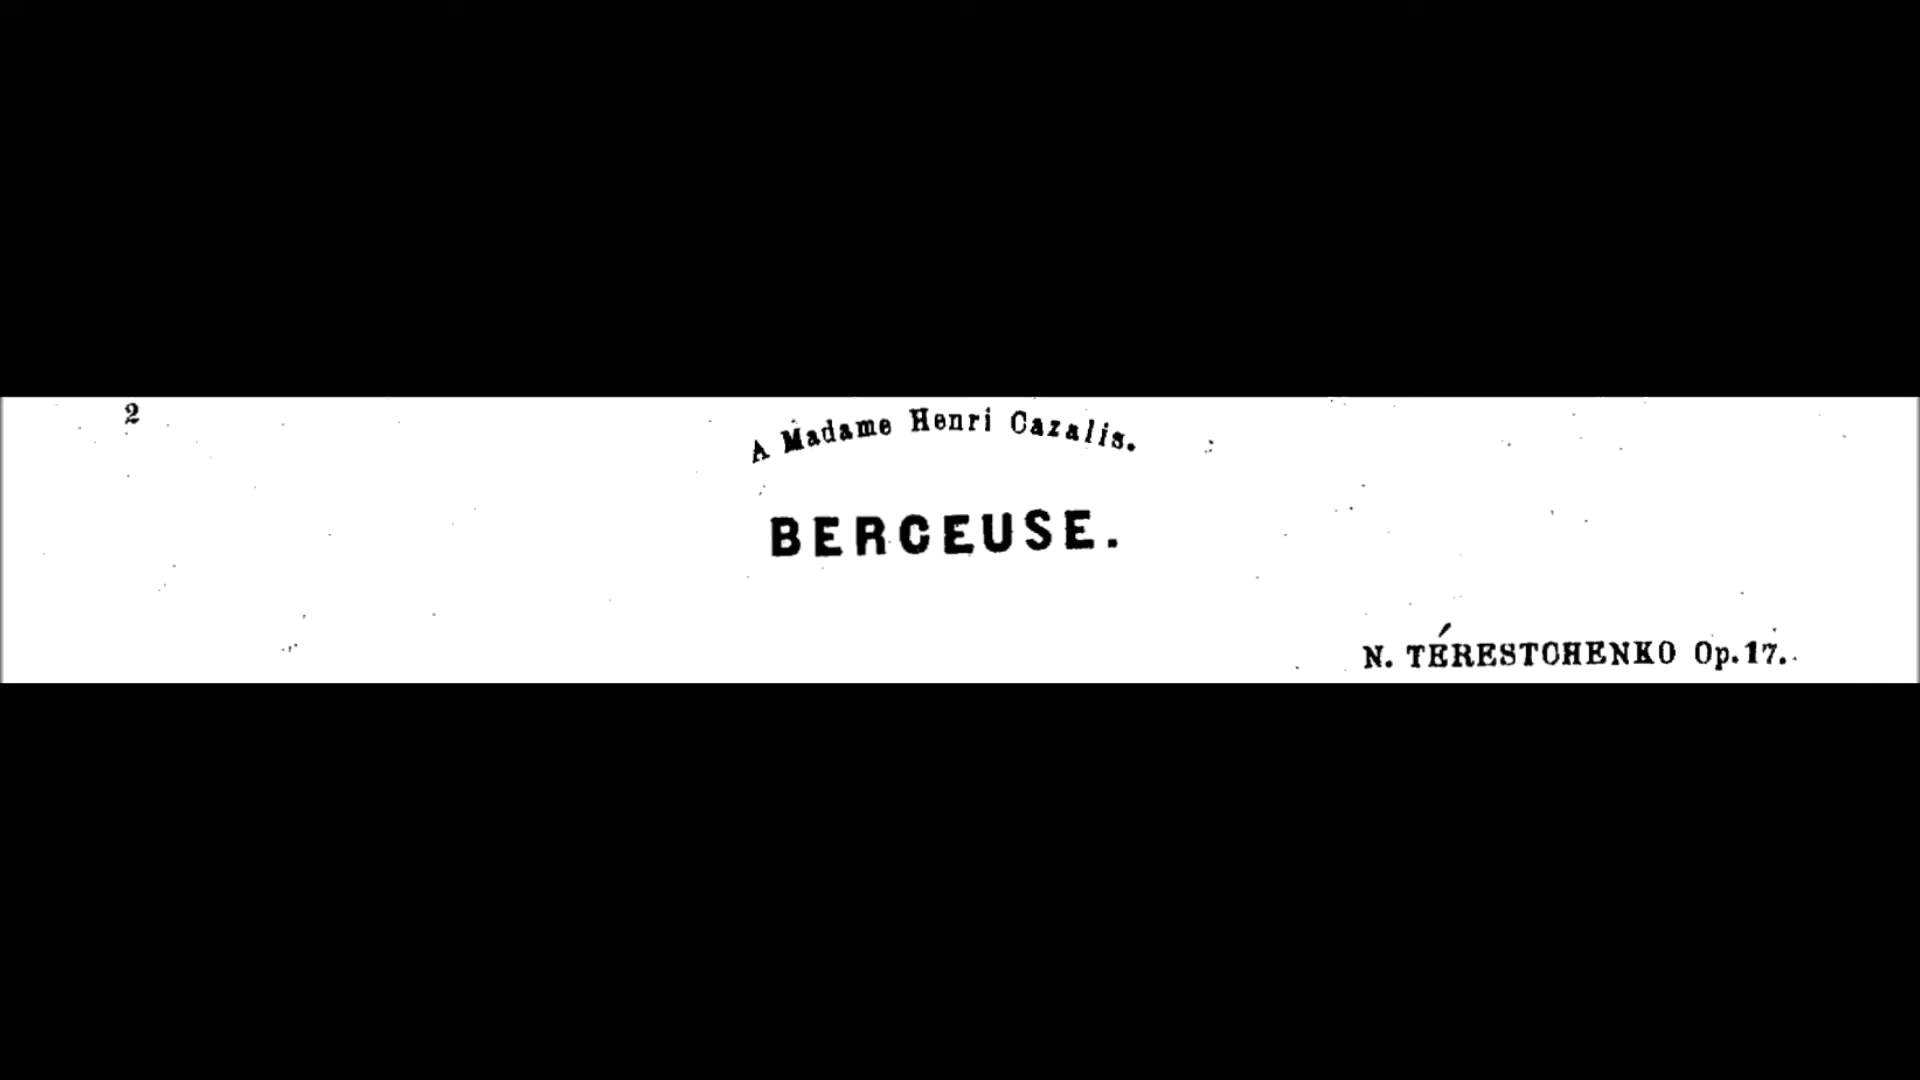 2
A Madame Henri Cazalis.
BERCEUSE.
N. TÉRESTCHENKO Op. 17.